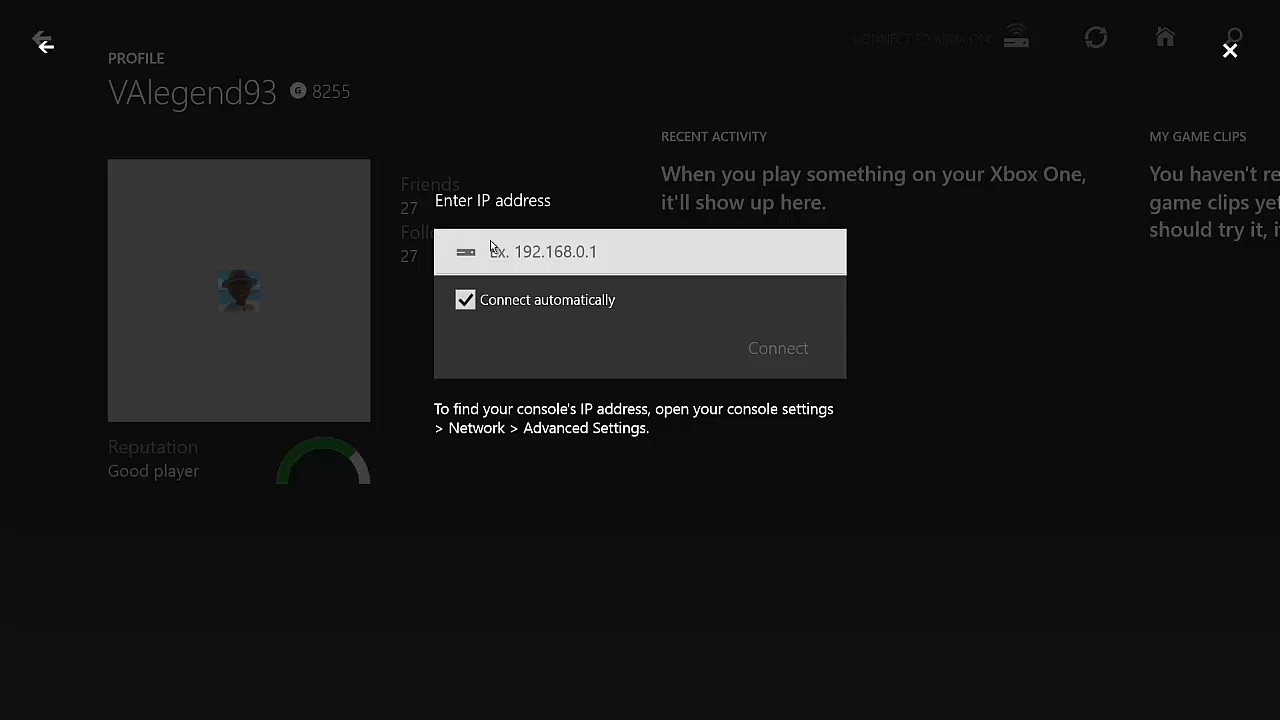 PROFILE
VAlegend93 G 8255
CONNECT TO XBOX ONE
Friends
27
Follo
27
Reputation
Good player
Enter IP address
Ex. 192.168.0.1
Connect automatically
Connect
To find your console's IP address, open your console settings
> Network > Advanced Settings.
RECENT ACTIVITY
When you play something on your Xbox One,
it'll show up here.
MY GAME CLIPS
You haven't re
game clips yet
should try it, i